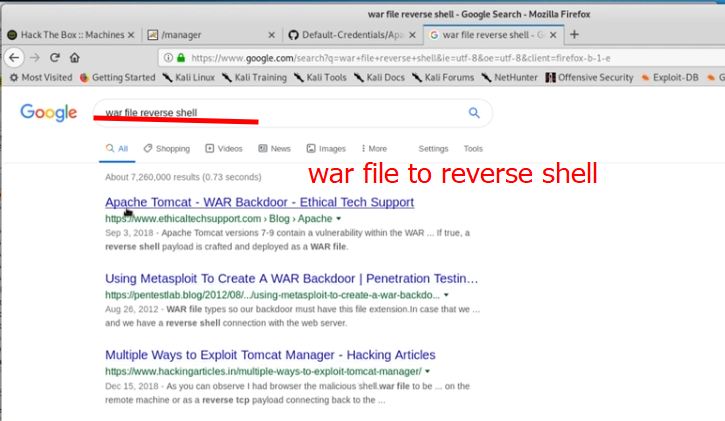 war file reverse shell - Google Search - Mozilla Firefox
Hack The Box :: Machines
/manager
Default-Credentials/Apa
war file reverse shell - G
https://www.google.com/search?q=war+file+reverse+shell&ie=utf-8&oe=utf-8&client=firefox-b-1-e
Most Visited Getting Started Kali Linux Kali Training Kali Tools Kali Docs Kali Forums NetHunter Offensive Security Exploit-DB
Google
war file reverse shell
All Shopping Videos News Images More Settings Tools
About 7,260,000 results (0.73 seconds)
war file to reverse shell
Apache Tomcat - WAR Backdoor - Ethical Tech Support
https://www.ethicaltechsupport.com › Blog › Apache
Sep 3, 2018 - Apache Tomcat versions 7-9 contain a vulnerability within the WAR ... If true, a
reverse shell payload is crafted and deployed as a WAR file.
Using Metasploit To Create A WAR Backdoor | Penetration Testin…
https://pentestlab.blog/2012/08/.../using-metasploit-to-create-a-war-backdo...
Aug 26, 2012 - WAR file types so our backdoor must have this file extension.In case that we ...
and we have a reverse shell connection with the web server.
Multiple Ways to Exploit Tomcat Manager - Hacking Articles
https://www.hackingarticles.in/multiple-ways-to-exploit-tomcat-manager/
Dec 15, 2018 - As you can observe I had browser the malicious shell.war file to be ... on the
remote machine or as a reverse tcp payload connecting back to the ...